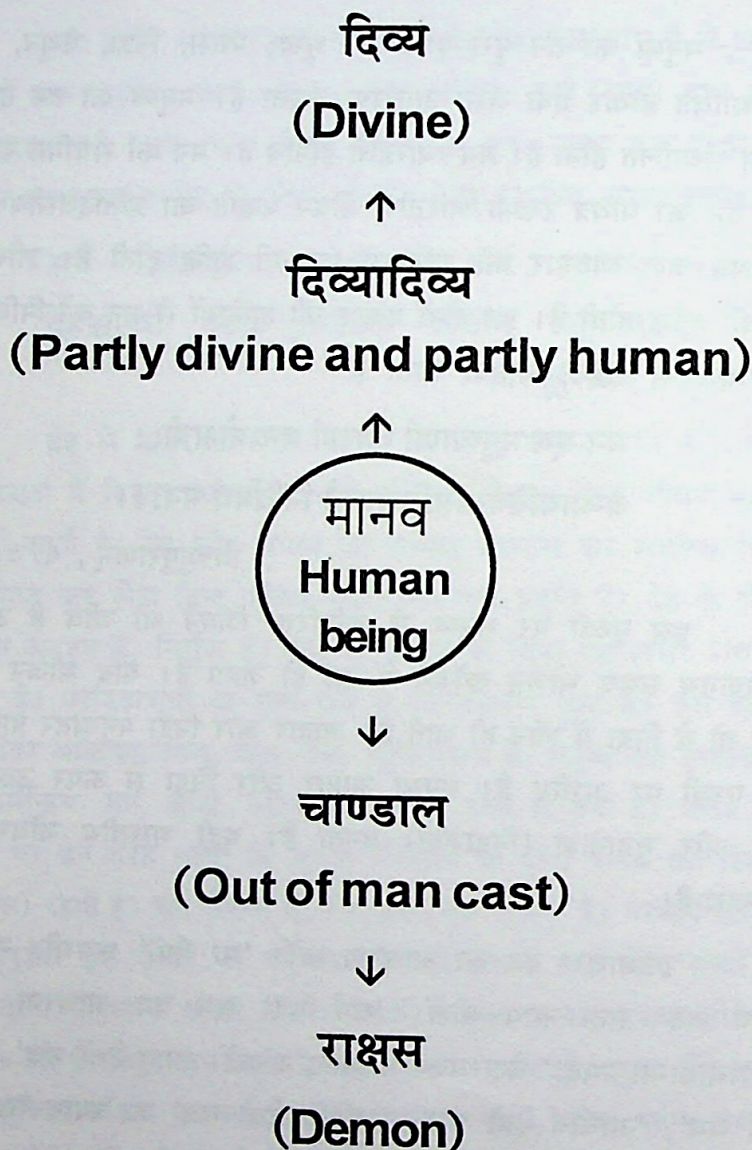 दिव्य
(Divine)
↑
दिव्यादिव्य
(Partly divine and partly human)
↑
मानव
Human
being
↓
चाण्डाल
(Out of man cast)
↓
राक्षस
(Demon)